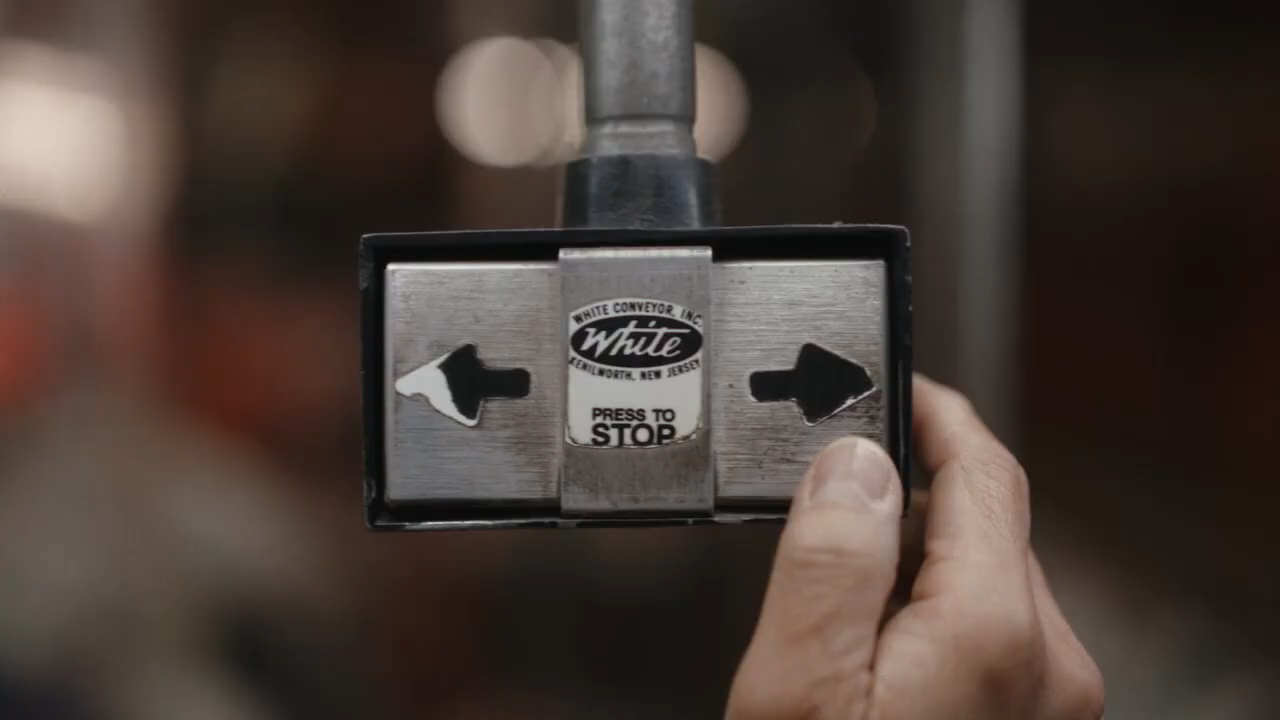 WHITE CONVEYOR, INC.
White
KENILWORTH, NEW JERSEY
PRESS TO
STOP